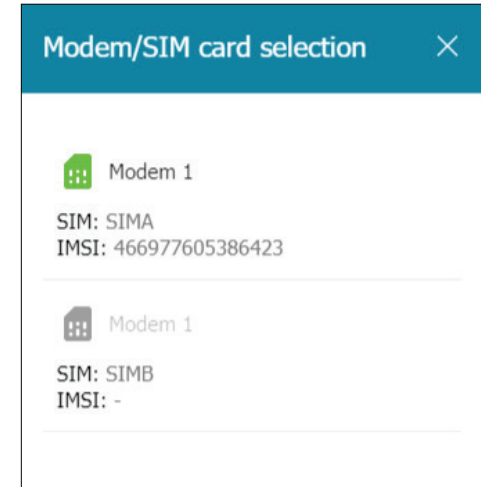 Modem/SIM card selection
Modem 1
SIM: SIMA
IMSI: 466977605386423
Modem 1
SIM: SIMB
IMSI: -